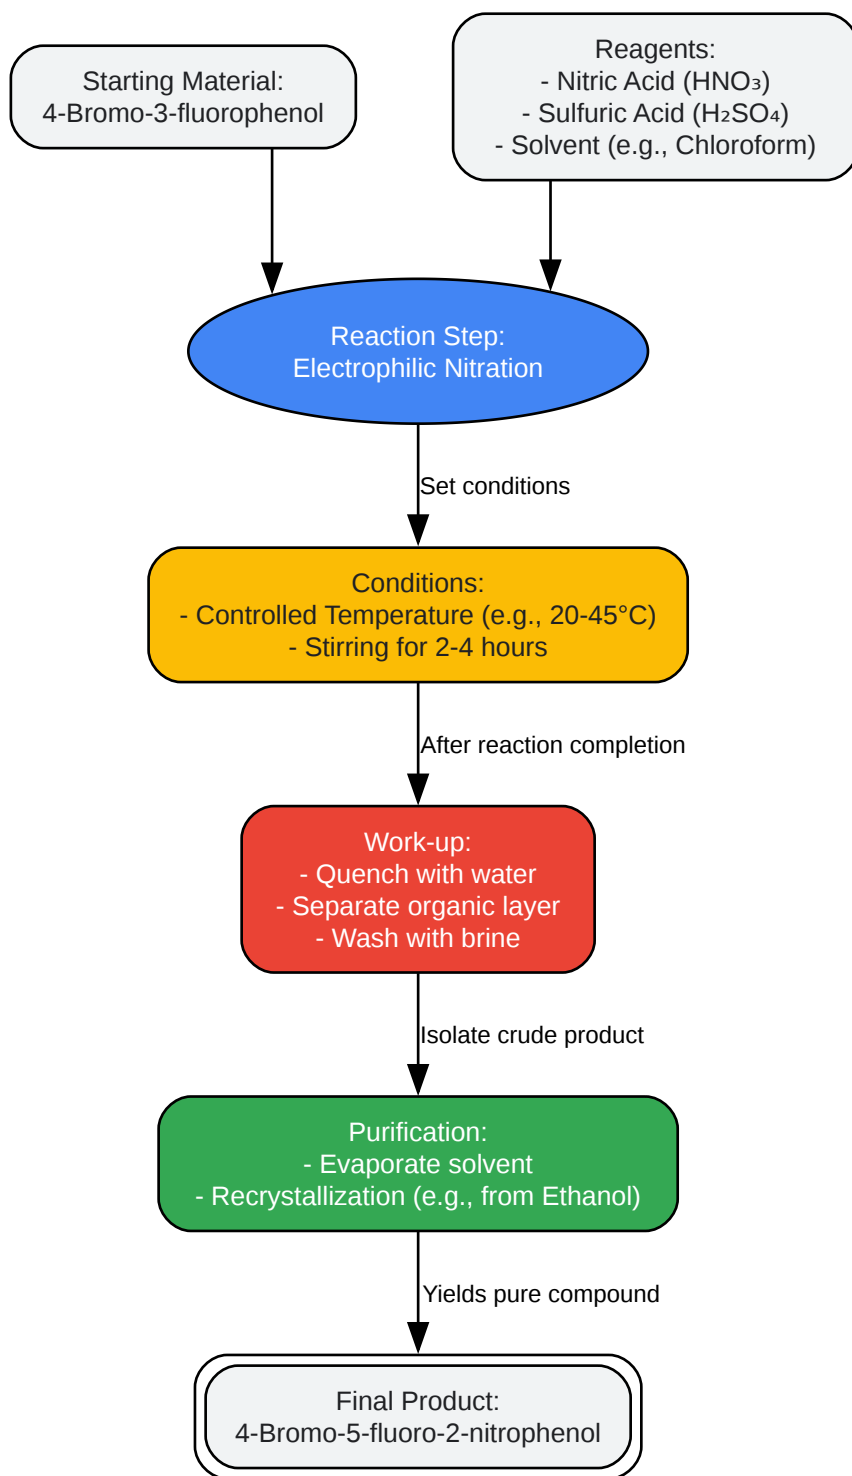 Starting Material:
4-Bromo-3-fluorophenol
Reagents:
- Nitric Acid (HNO₃)
- Sulfuric Acid (H₂SO₄)
- Solvent (e.g., Chloroform)
Reaction Step:
Electrophilic Nitration
Set conditions
Conditions:
- Controlled Temperature (e.g., 20-45°C)
- Stirring for 2-4 hours
After reaction completion
Work-up:
- Quench with water
- Separate organic layer
- Wash with brine
Isolate crude product
Purification:
- Evaporate solvent
- Recrystallization (e.g., from Ethanol)
Yields pure compound
Final Product:
4-Bromo-5-fluoro-2-nitrophenol